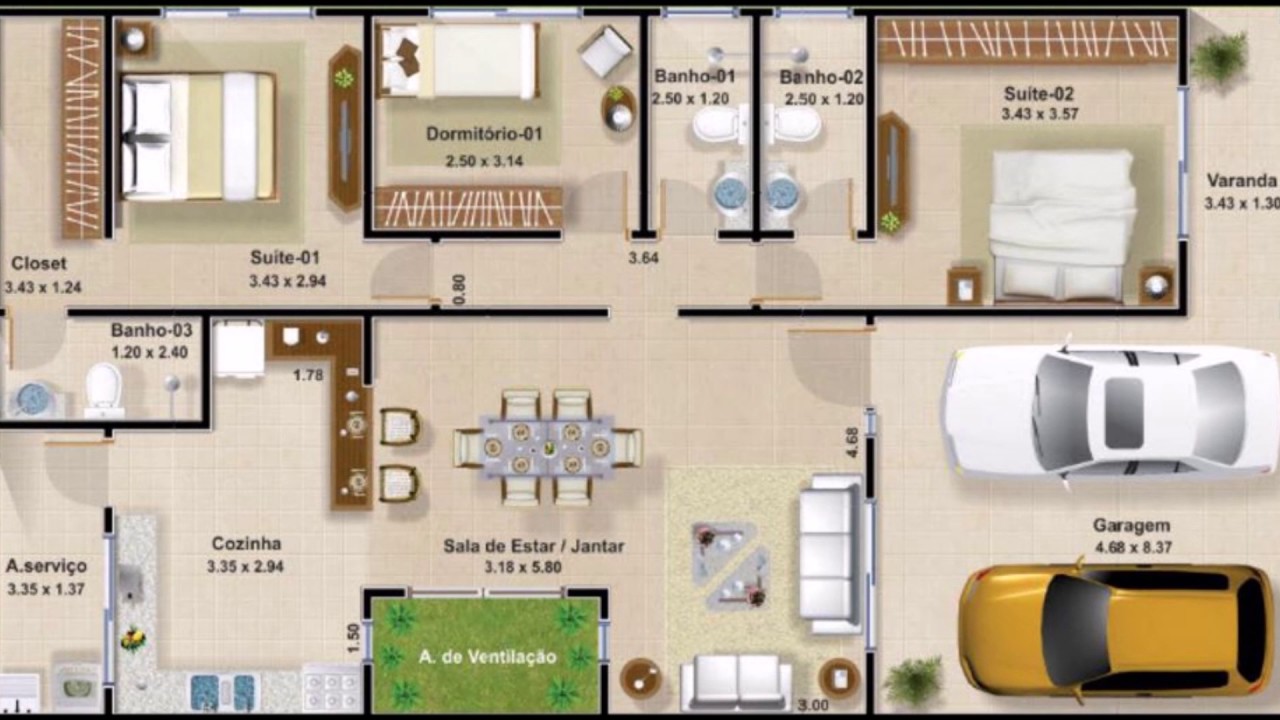 Banho-01
2.50 x 1.20
Banho-02
2.50 x 1.20
Suíte-02
3.43 x 3.57
Dormitório-01
2.50 x 3.14
Varanda
3.43 x 1.30
Closet
3.43 x 1.24
Suíte-01
3.43 x 2.94
3.64
0.80
Banho-03
1.20 x 2.40
1.78
4.68
Garagem
4.68 x 8.37
A.serviço
3.35 x 1.37
Cozinha
3.35 x 2.94
Sala de Estar / Jantar
3.18 x 5.80
1.50
A. de Ventilação
3.00